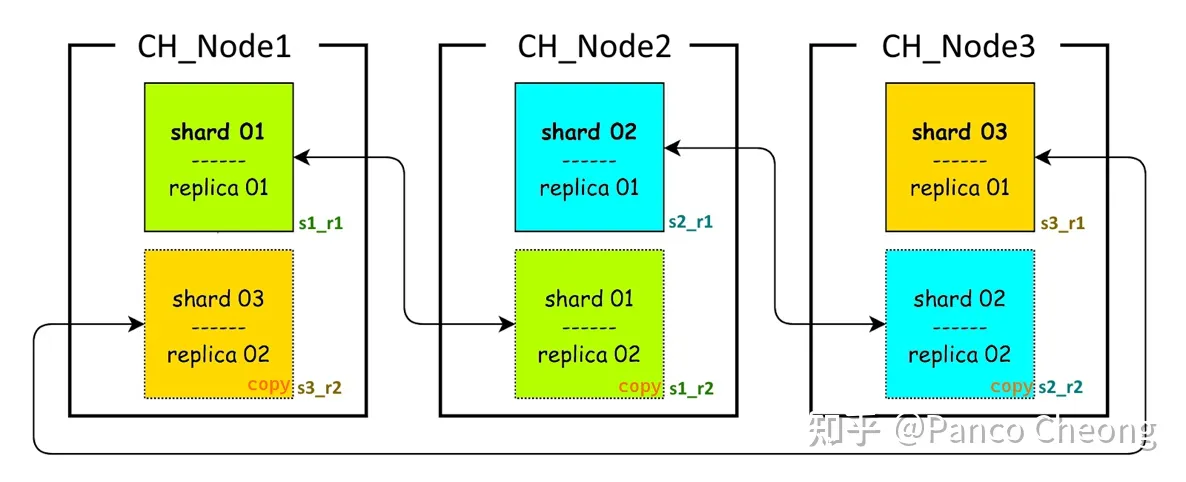 CH_Node1
shard 01
------
replica 01
s1_r1
shard 03
------
replica 02
copy
s3_r2
CH_Node2
shard 02
------
replica 01
s2_r1
shard 01
------
replica 02
copy
s1_r2
CH_Node3
shard 03
------
replica 01
s3_r1
shard 02
------
replica 02
copy
s2_r2
知乎 @Panco Cheong